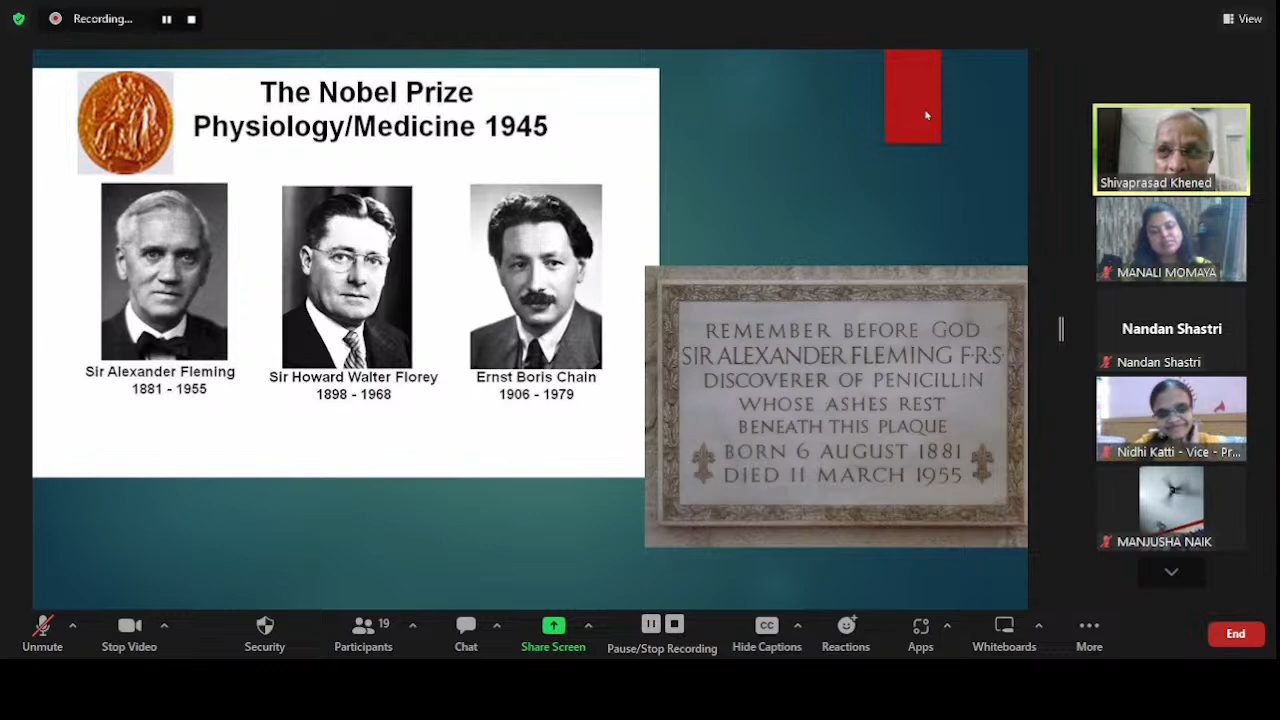 Recording...
View
The Nobel Prize
Physiology/Medicine 1945
Sir Alexander Fleming
1881 - 1955
Sir Howard Walter Florey
1898 - 1968
Ernst Boris Chain
1906 - 1979
REMEMBER BEFORE GOD
SIR ALEXANDER FLEMING F·R·S·
DISCOVERER OF PENICILLIN
WHOSE ASHES REST
BENEATH THIS PLAQUE
BORN 6 AUGUST 1881
DIED 11 MARCH 1955
Shivaprasad Khened
MANALI MOMAYA
Nandan Shastri
Nandan Shastri
Nidhi Katti - Vice - Pr...
MANJUSHA NAIK
Unmute
Stop Video
Security
19
Participants
Chat
Share Screen
Pause/Stop Recording
CC
Hide Captions
Reactions
Apps
Whiteboards
More
End